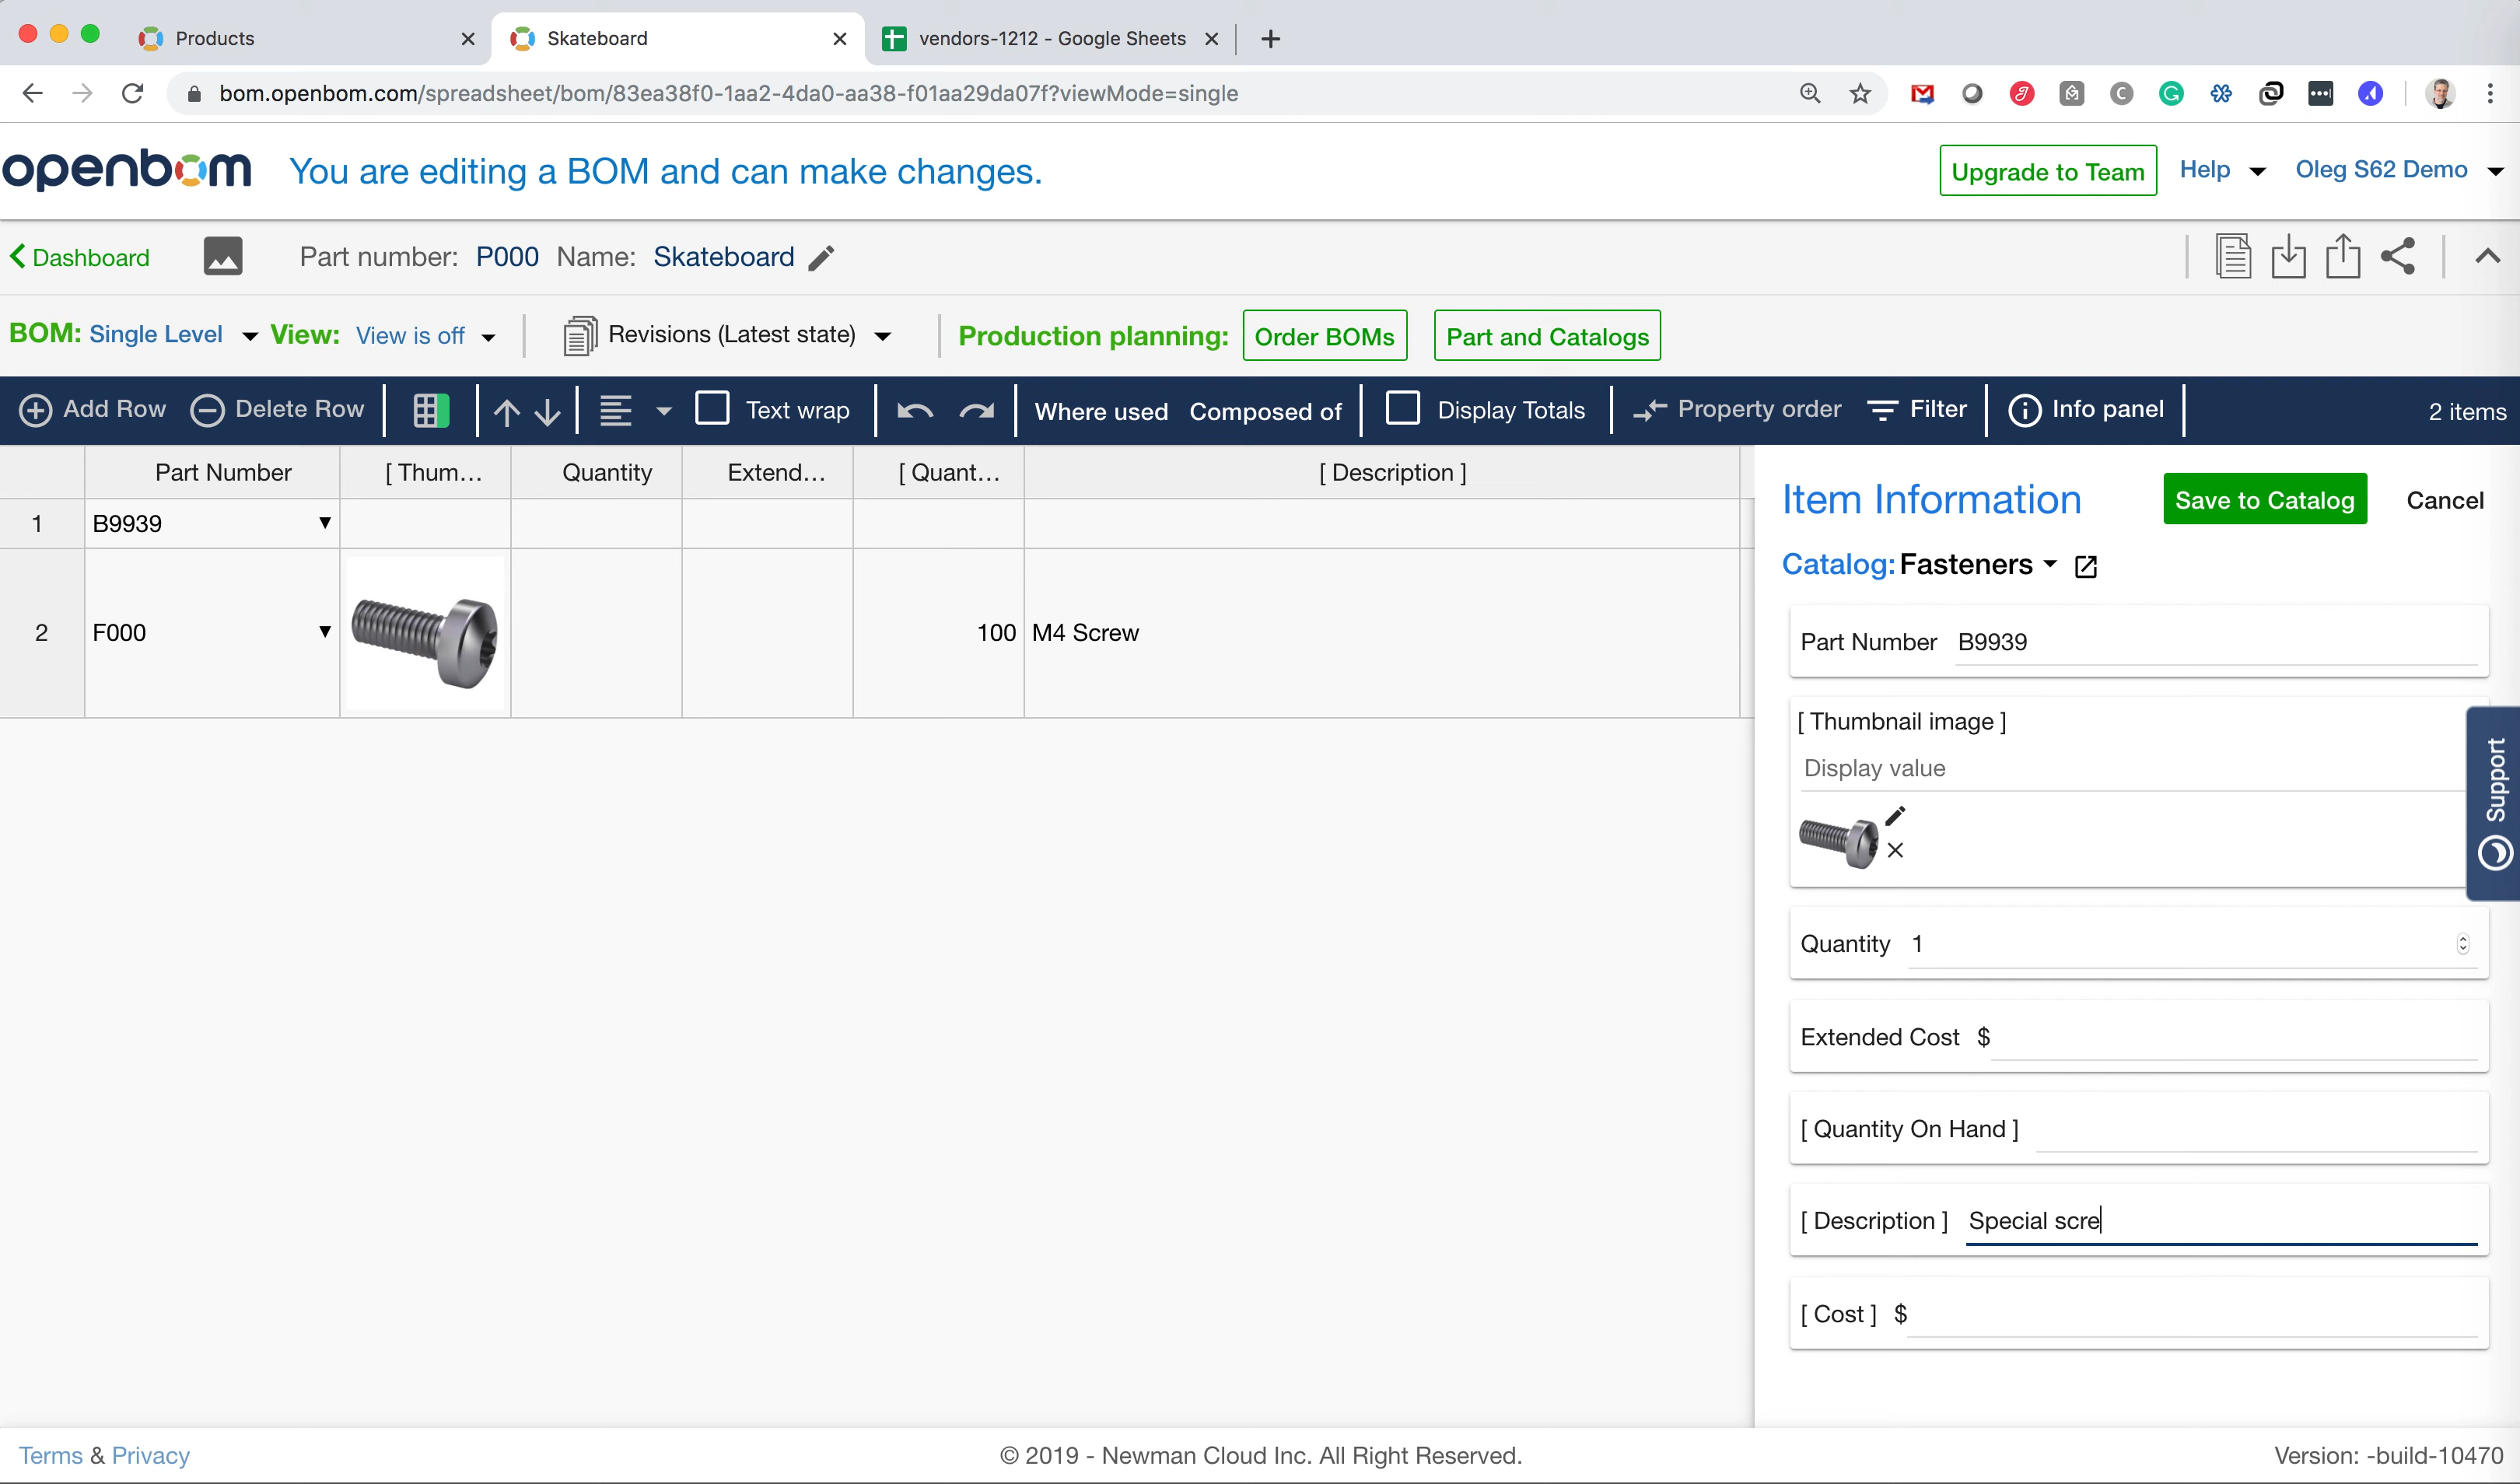 Products
Skateboard
vendors-1212 - Google Sheets
bom.openbom.com/spreadsheet/bom/83ea38f0-1aa2-4da0-aa38-f01aa29da07f?viewMode=single
openbom
You are editing a BOM and can make changes.
Upgrade to Team
Help
Oleg S62 Demo
Dashboard
Part number: P000 Name: Skateboard
BOM: Single Level View: View is off
Revisions (Latest state)
Production planning: Order BOMs Part and Catalogs
Add Row Delete Row Text wrap Where used Composed of Display Totals Property order Filter Info panel 2 items
Part Number [ Thum... Quantity Extend... [ Quant... [ Description ]
1 B9939
2 F000 100 M4 Screw
Item Information Save to Catalog Cancel
Catalog: Fasteners
Part Number B9939
[ Thumbnail image ]
Display value
Support
Quantity 1
Extended Cost $
[ Quantity On Hand ]
[ Description ] Special scre
[ Cost ] $
Terms & Privacy
© 2019 - Newman Cloud Inc. All Right Reserved.
Version: -build-10470